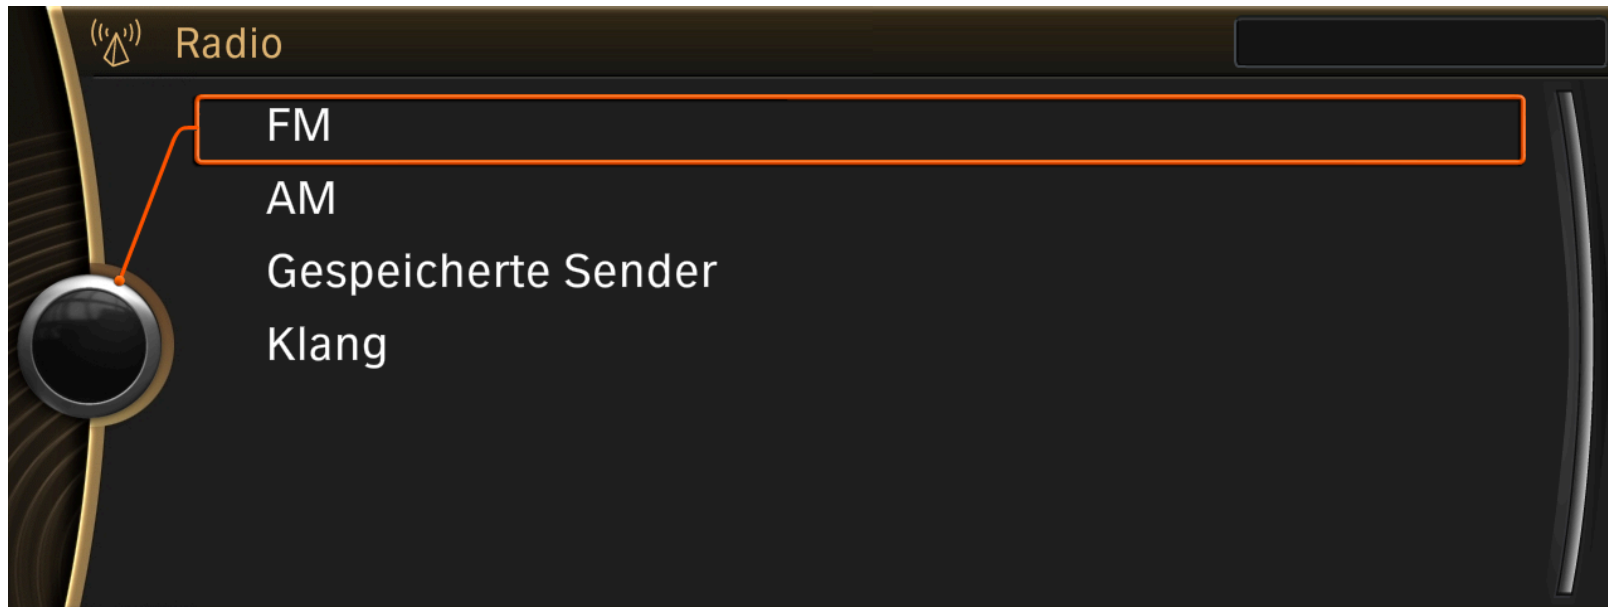 Radio
FM
AM
Gespeicherte Sender
Klang